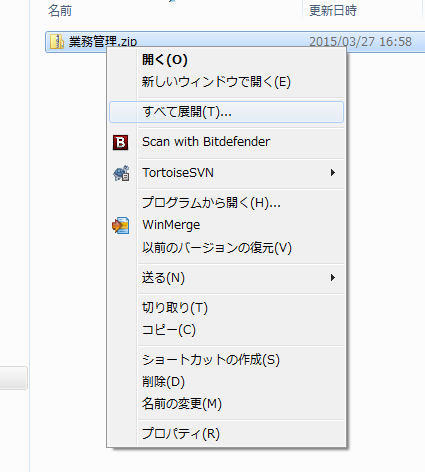 名前 更新日時
業務管理.zip 2015/03/27 16:58
開く(O)
新しいウィンドウで開く(E)
すべて展開(T)...
Scan with Bitdefender
TortoiseSVN
プログラムから開く(H)...
WinMerge
以前のバージョンの復元(V)
送る(N)
切り取り(T)
コピー(C)
ショートカットの作成(S)
削除(D)
名前の変更(M)
プロパティ(R)